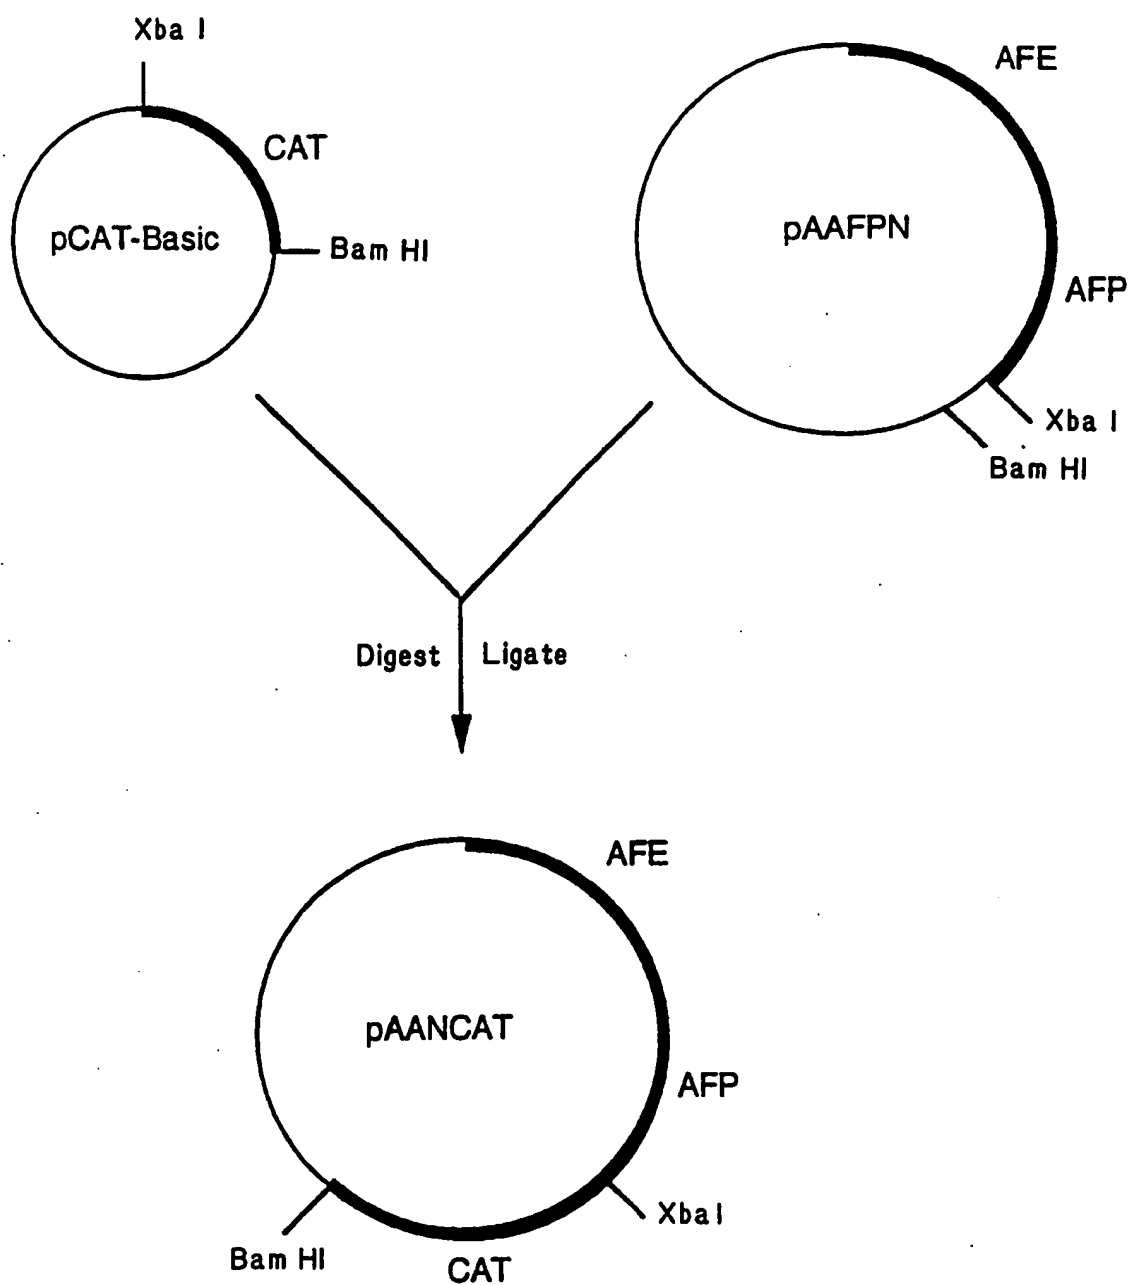 Xba I
CAT
pCAT-Basic
Bam HI
AFE
pAAFPN
AFP
Xba I
Bam HI
Digest
Ligate
AFE
pAANCAT
AFP
Xba I
Bam HI
CAT